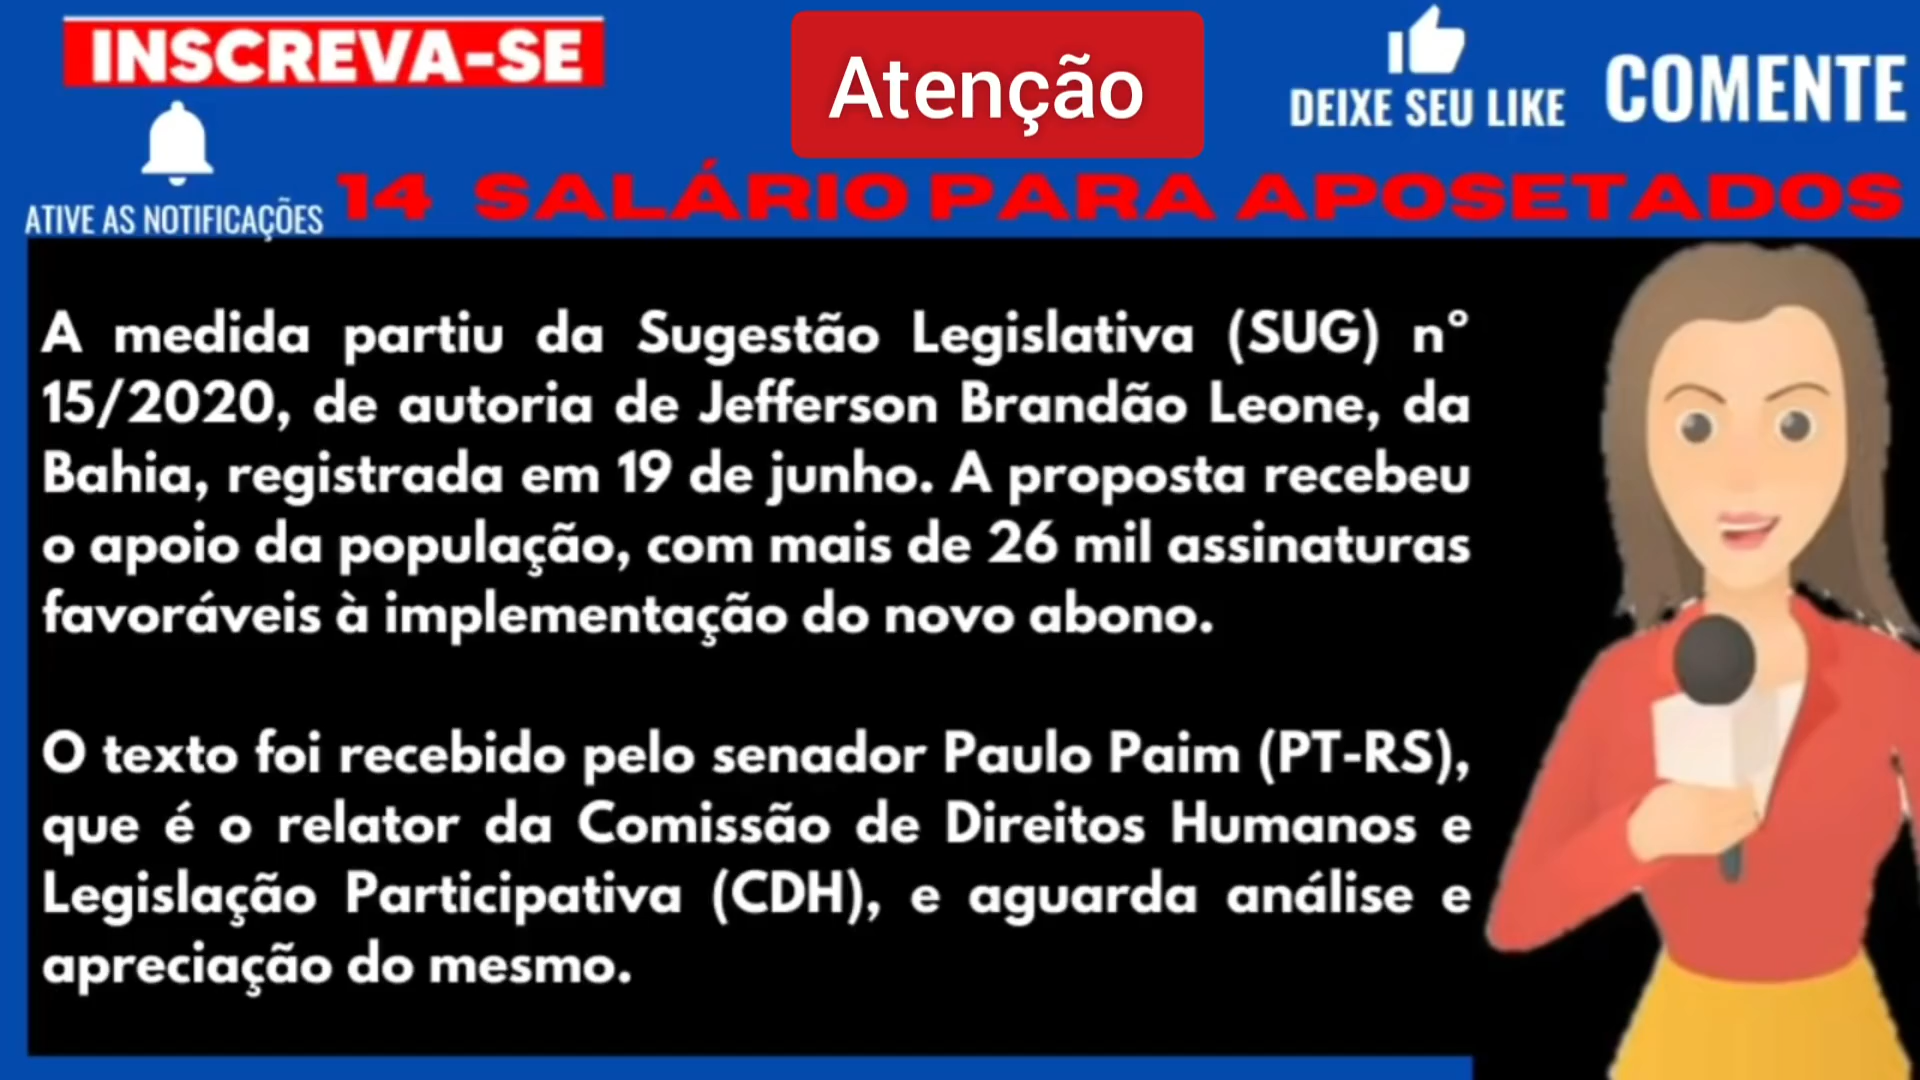 INSCREVA-SE
Atenção
DEIXE SEU LIKE
COMENTE
ATIVE AS NOTIFICAÇÕES
14 SALÁRIO PARA APOSETADOS
A medida partiu da Sugestão Legislativa (SUG) nº
15/2020, de autoria de Jefferson Brandão Leone, da
Bahia, registrada em 19 de junho. A proposta recebeu
o apoio da população, com mais de 26 mil assinaturas
favoráveis à implementação do novo abono.
O texto foi recebido pelo senador Paulo Paim (PT-RS),
que é o relator da Comissão de Direitos Humanos e
Legislação Participativa (CDH), e aguarda análise e
apreciação do mesmo.